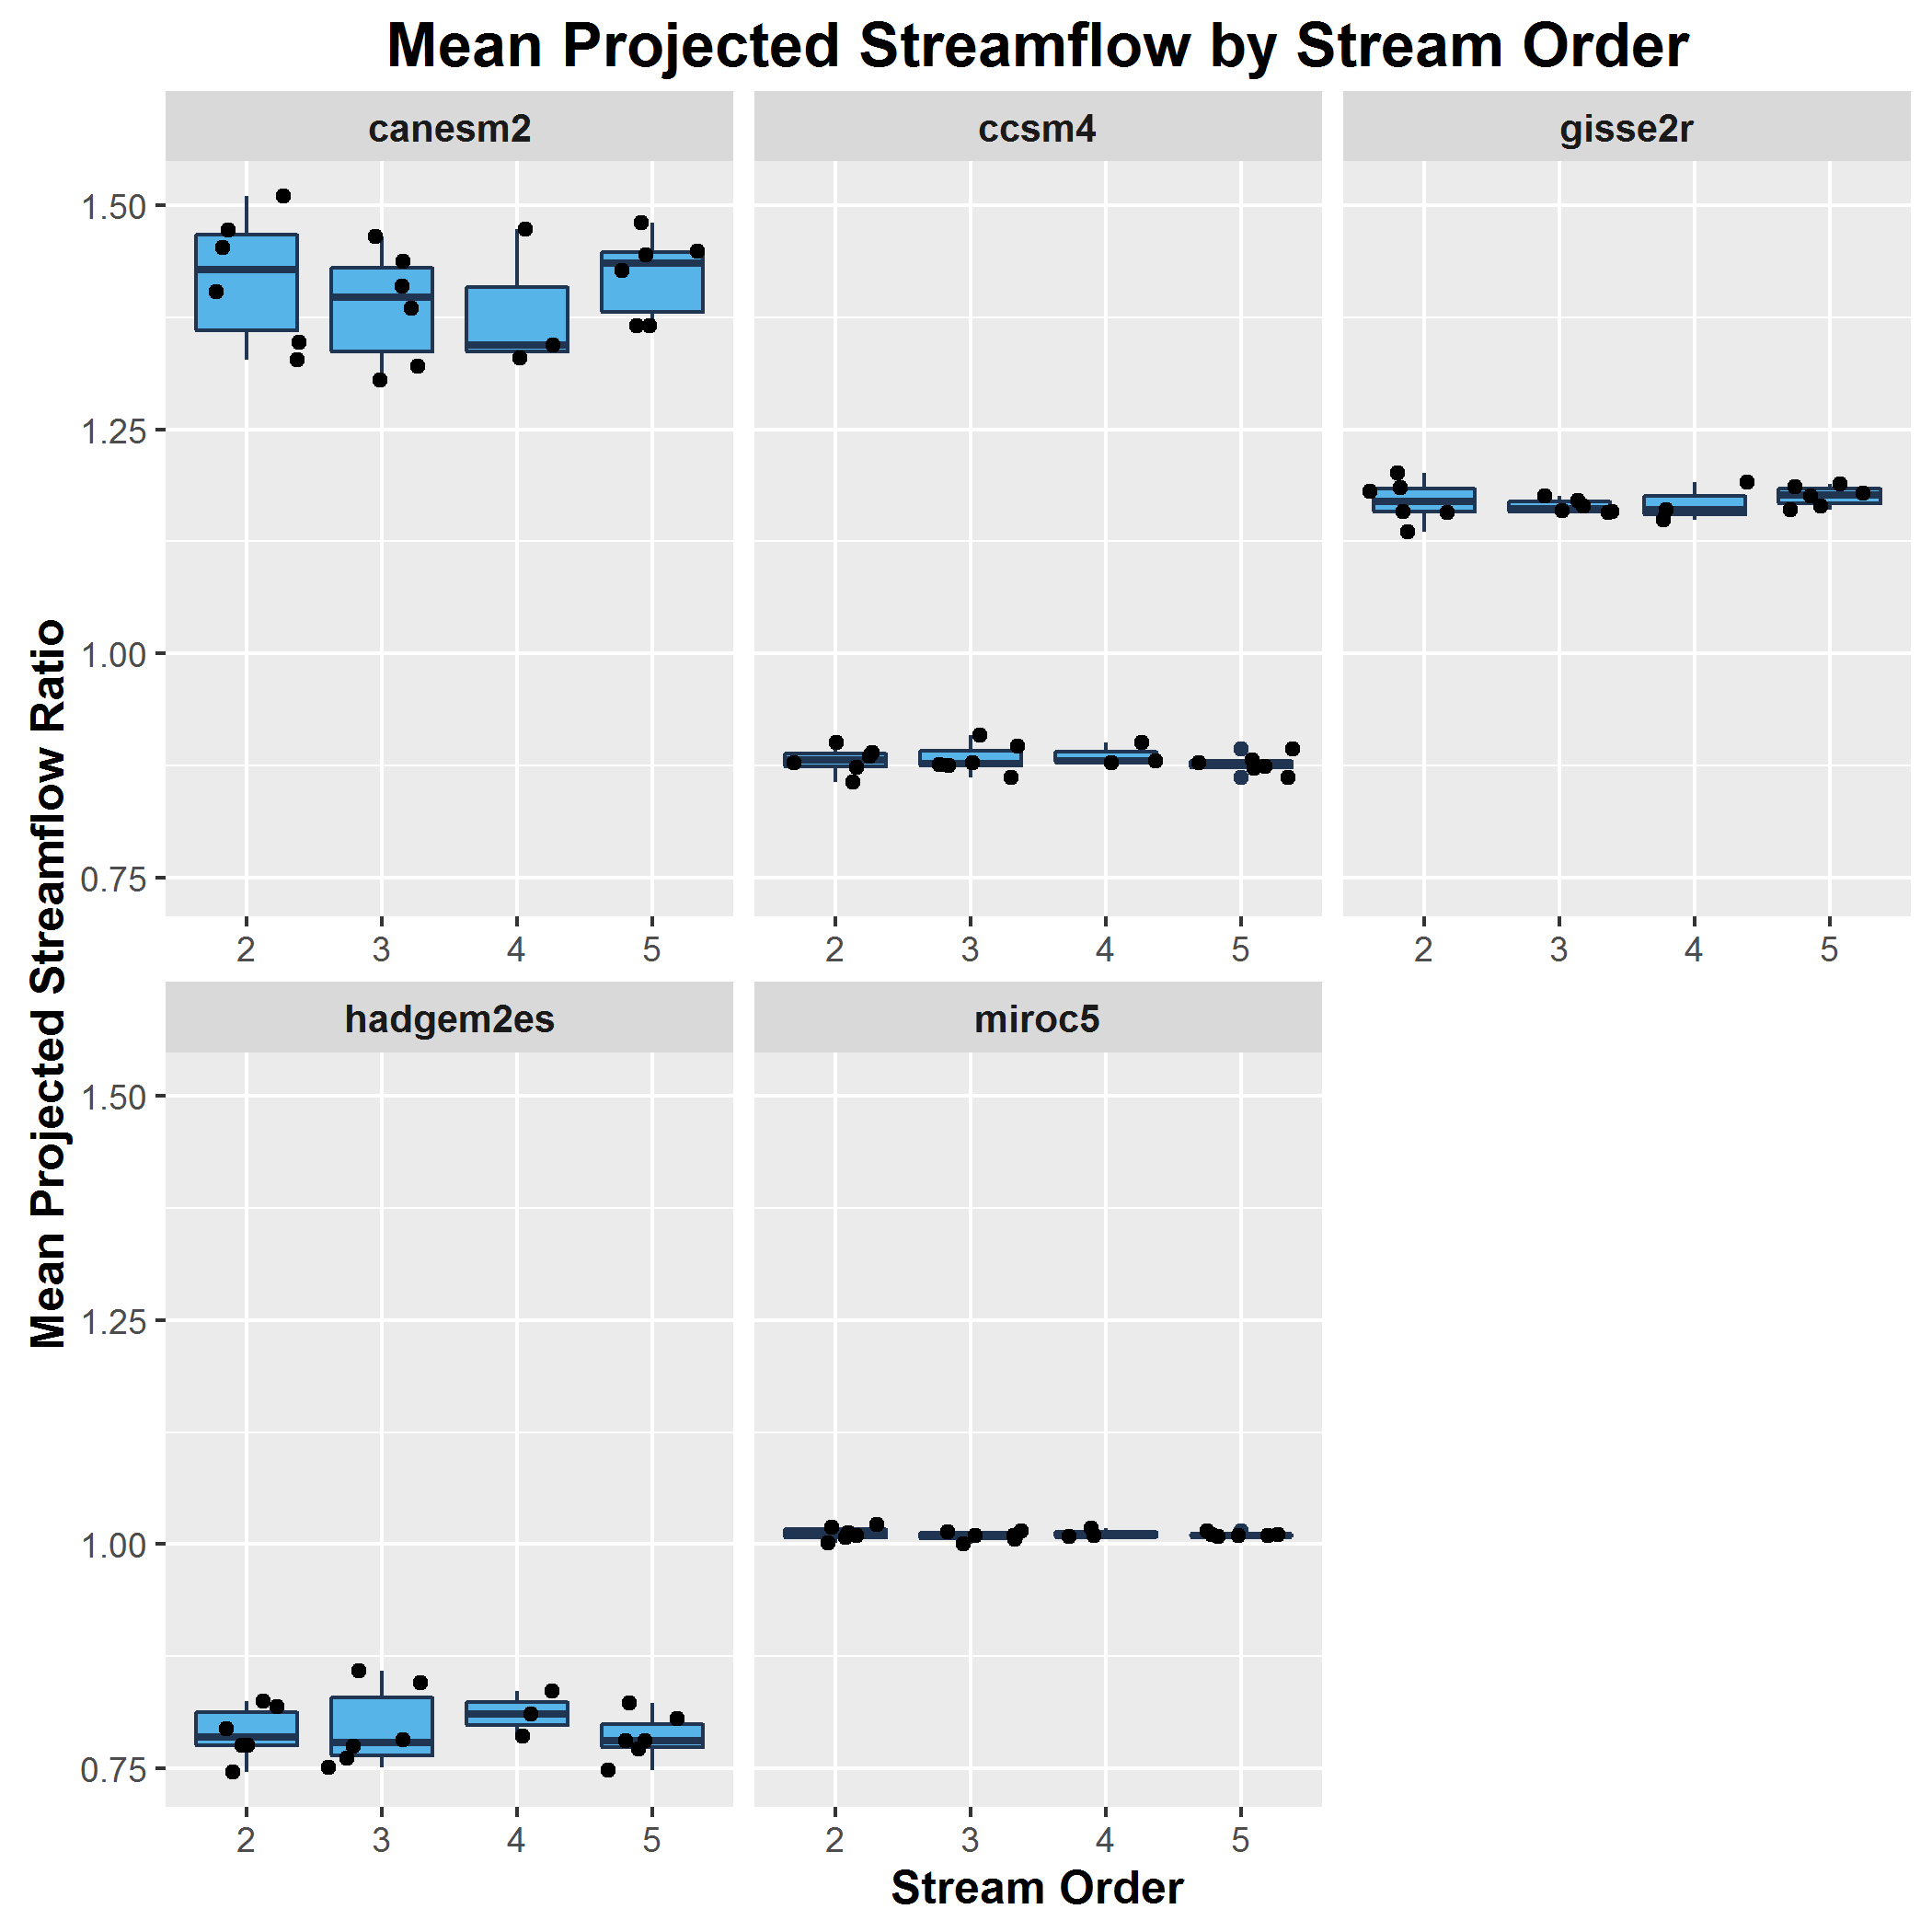 Mean Projected Streamflow by Stream Order
canesm2
ccsm4
gisse2r
Mean Projected Streamflow Ratio
1.50
1.25
1.00
0.75
2 3 4 5
2 3 4 5
2 3 4 5
hadgem2es
miroc5
1.50
1.25
1.00
0.75
2 3 4 5
2 3 4 5
Stream Order